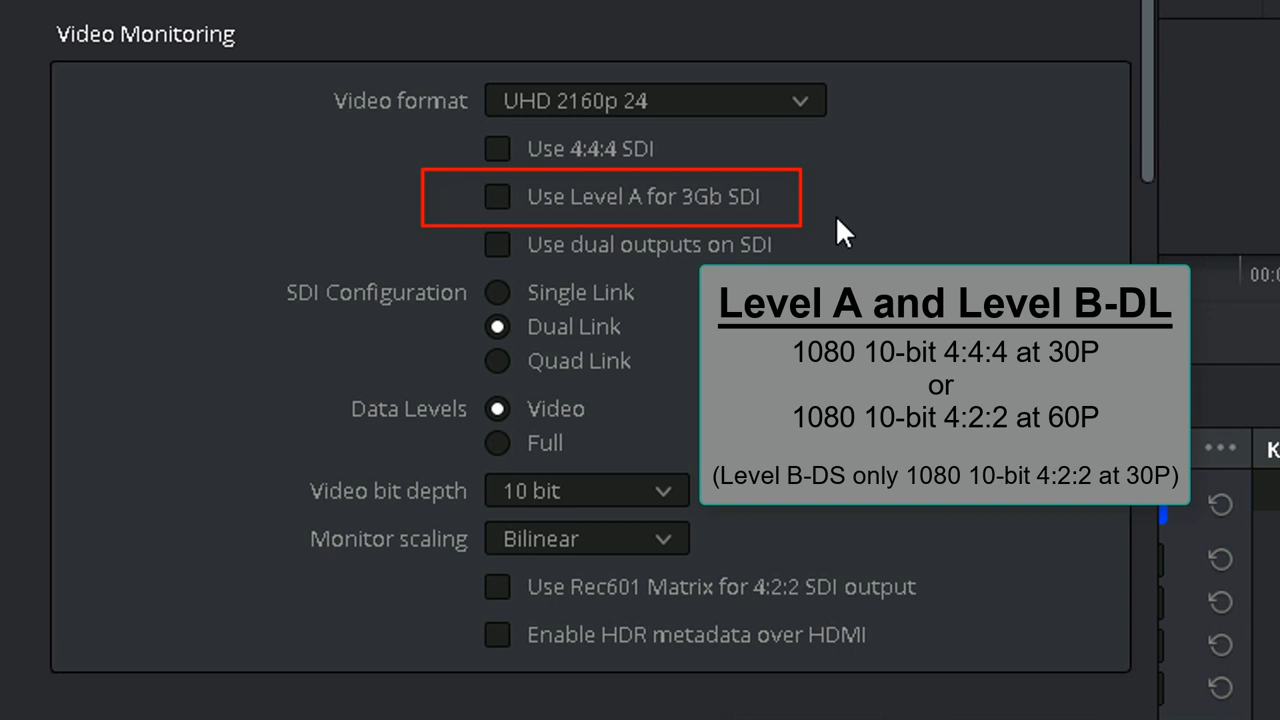 Video Monitoring
Video format UHD 2160p 24
Use 4:4:4 SDI
Use Level A for 3Gb SDI
Use dual outputs on SDI
SDI Configuration Single Link
Dual Link
Quad Link
Data Levels Video
Full
Video bit depth 10 bit
Monitor scaling Bilinear
Use Rec601 Matrix for 4:2:2 SDI output
Enable HDR metadata over HDMI
Level A and Level B-DL
1080 10-bit 4:4:4 at 30P
or
1080 10-bit 4:2:2 at 60P
(Level B-DS only 1080 10-bit 4:2:2 at 30P)